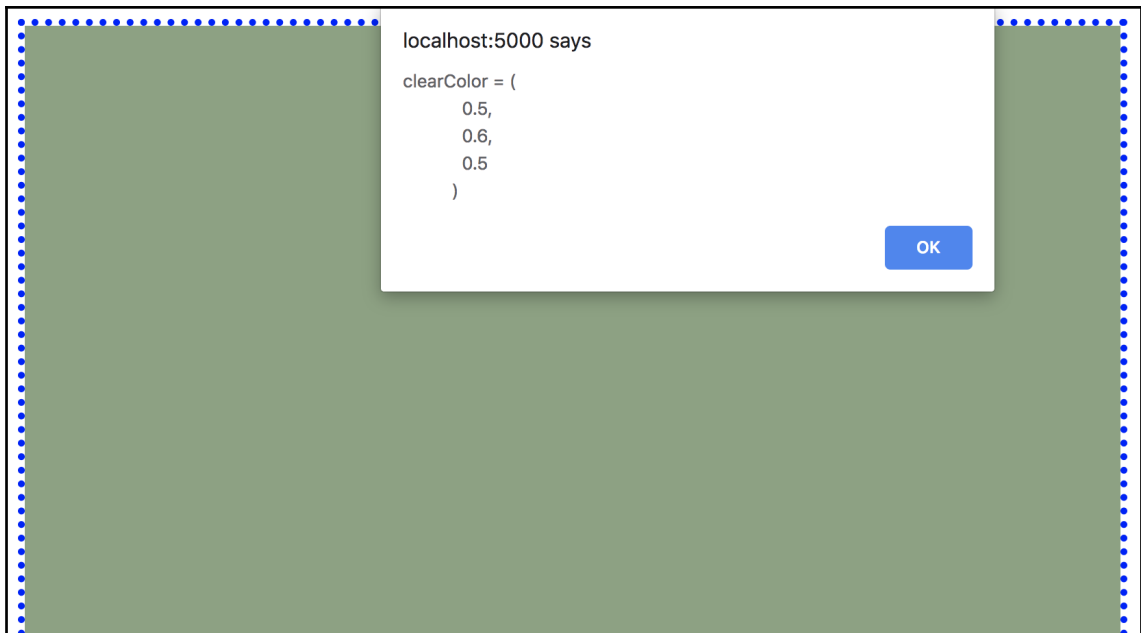 localhost:5000 says
clearColor = (
0.5,
0.6,
0.5
)
OK